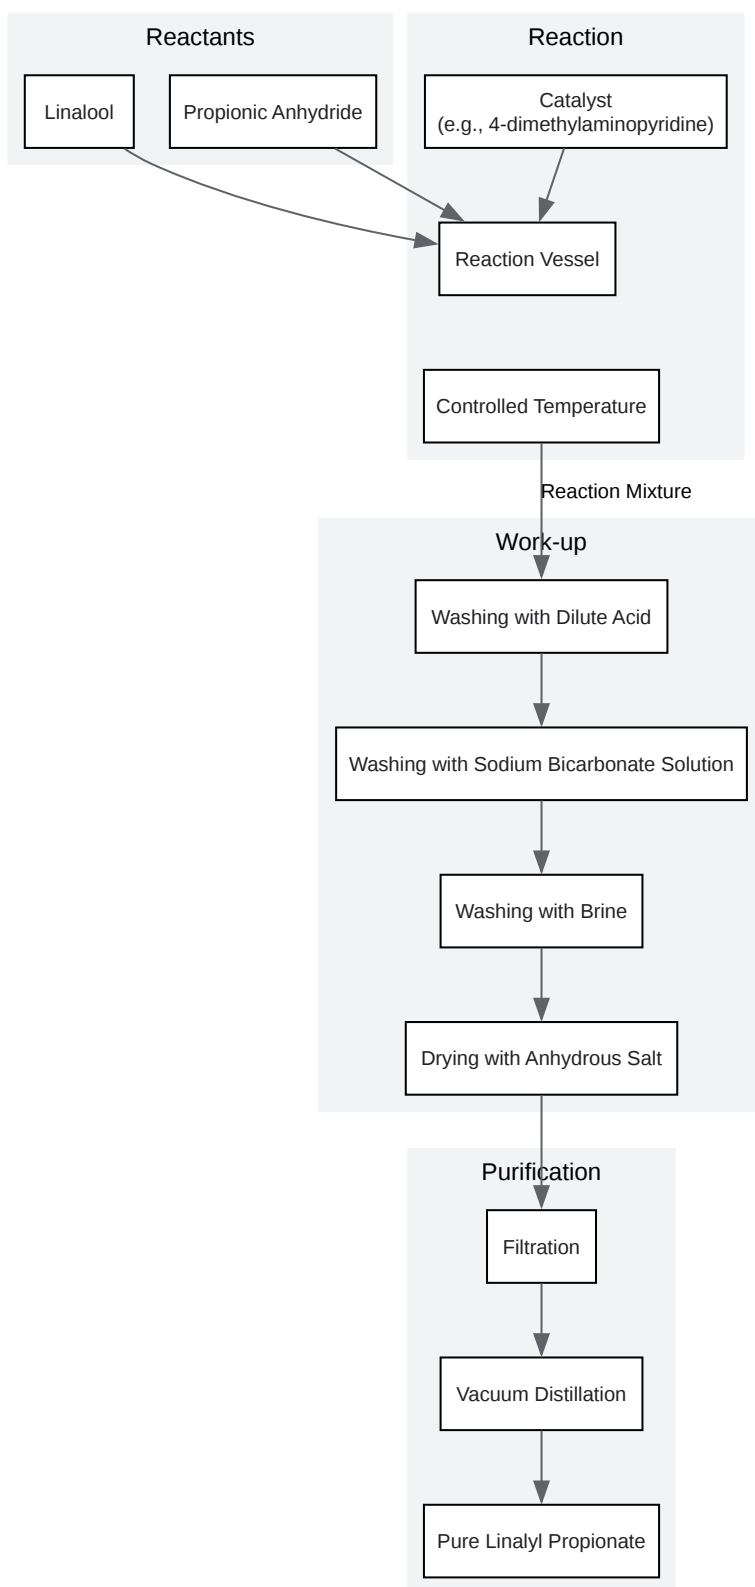 Reactants
Reaction
Linalool
Propionic Anhydride
Catalyst
(e.g., 4-dimethylaminopyridine)
Reaction Vessel
Controlled Temperature
Reaction Mixture
Work-up
Washing with Dilute Acid
Washing with Sodium Bicarbonate Solution
Washing with Brine
Drying with Anhydrous Salt
Purification
Filtration
Vacuum Distillation
Pure Linalyl Propionate